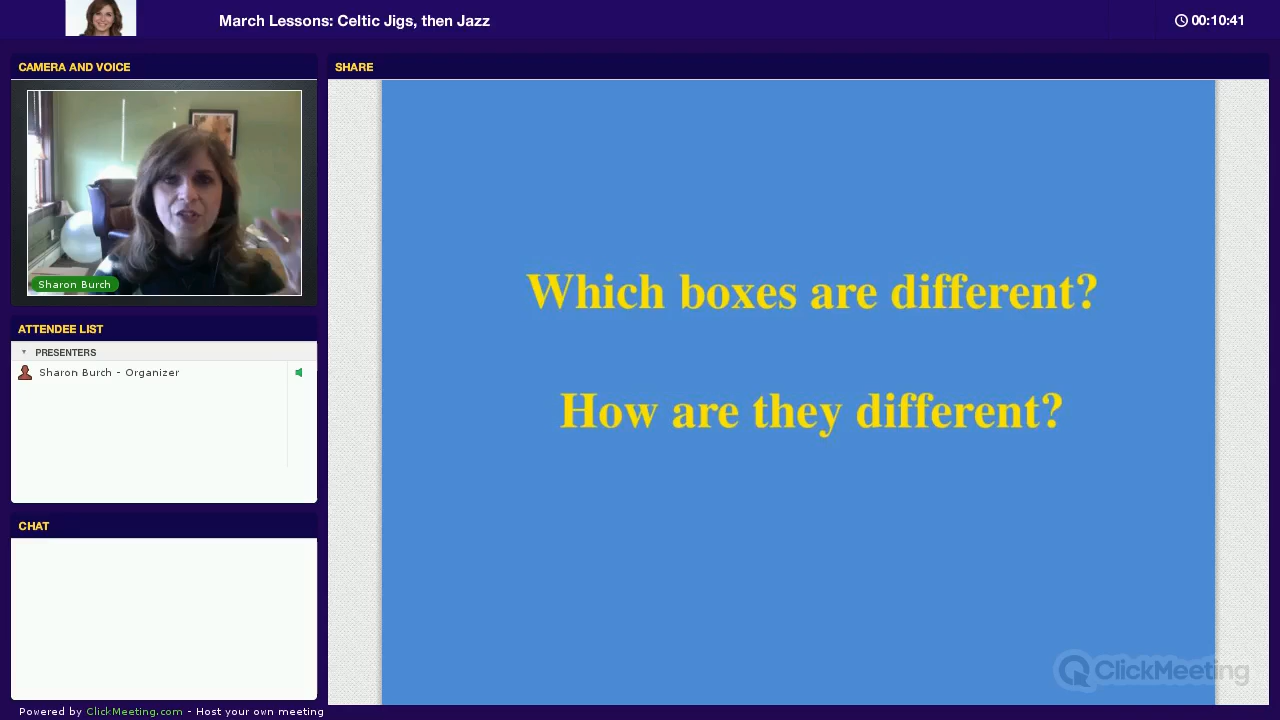 March Lessons: Celtic Jigs, then Jazz
00:10:41
CAMERA AND VOICE
SHARE
Sharon Burch
ATTENDEE LIST
PRESENTERS
Sharon Burch - Organizer
CHAT
Which boxes are different?
How are they different?
ClickMeeting
Powered by ClickMeeting.com - Host your own meeting